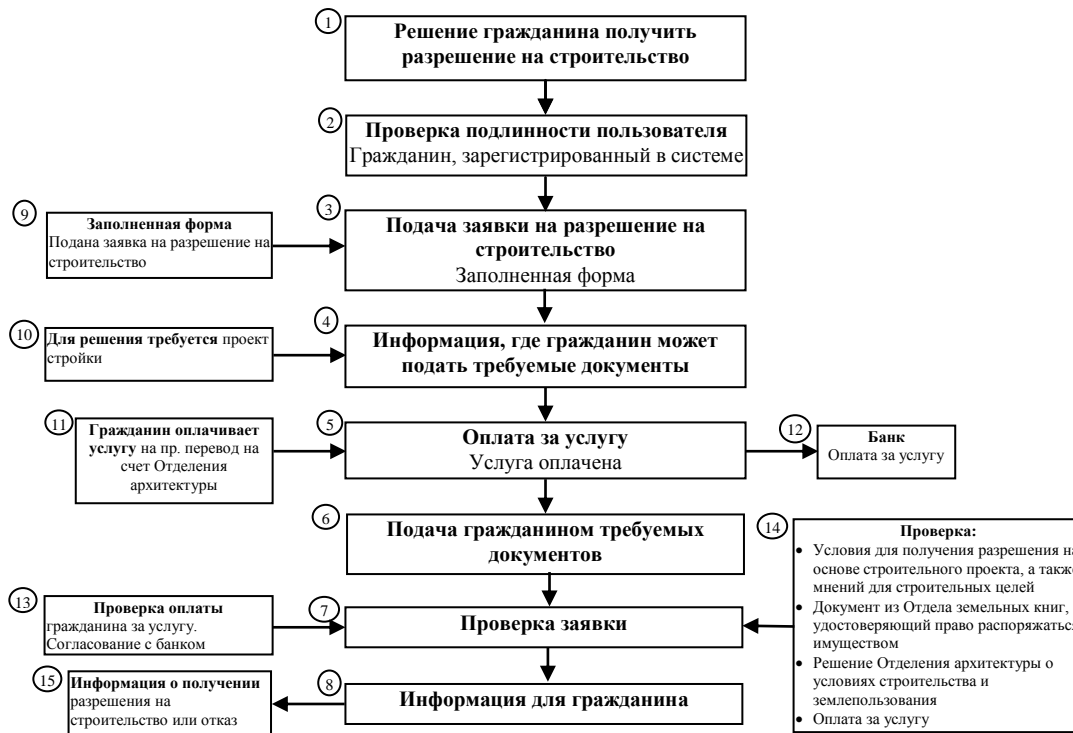 1
Решение гражданина получить
разрешение на строительство
2
Проверка подлинности пользователя
Гражданин, зарегистрированный в системе
9
Заполненная форма
Подана заявка на разрешение на
строительство
3
Подача заявки на разрешение на
строительство
Заполненная форма
10
Для решения требуется проект
стройки
4
Информация, где гражданин может
подать требуемые документы
11
Гражданин оплачивает
услугу на пр. перевод на
счет Отделения
архитектуры
5
Оплата за услугу
Услуга оплачена
12
Банк
Оплата за услугу
6
Подача гражданином требуемых
документов
14
Проверка:
• Условия для получения разрешения на
основе строительного проекта, а также
мнений для строительных целей
• Документ из Отдела земельных книг,
удостоверяющий право распоряжаться
имуществом
• Решение Отделения архитектуры о
условиях строительства и
землепользования
• Оплата за услугу
13
Проверка оплаты
гражданина за услугу.
Согласование с банком
7
Проверка заявки
15
Информация о получении
разрешения на
строительство или отказ
8
Информация для гражданина